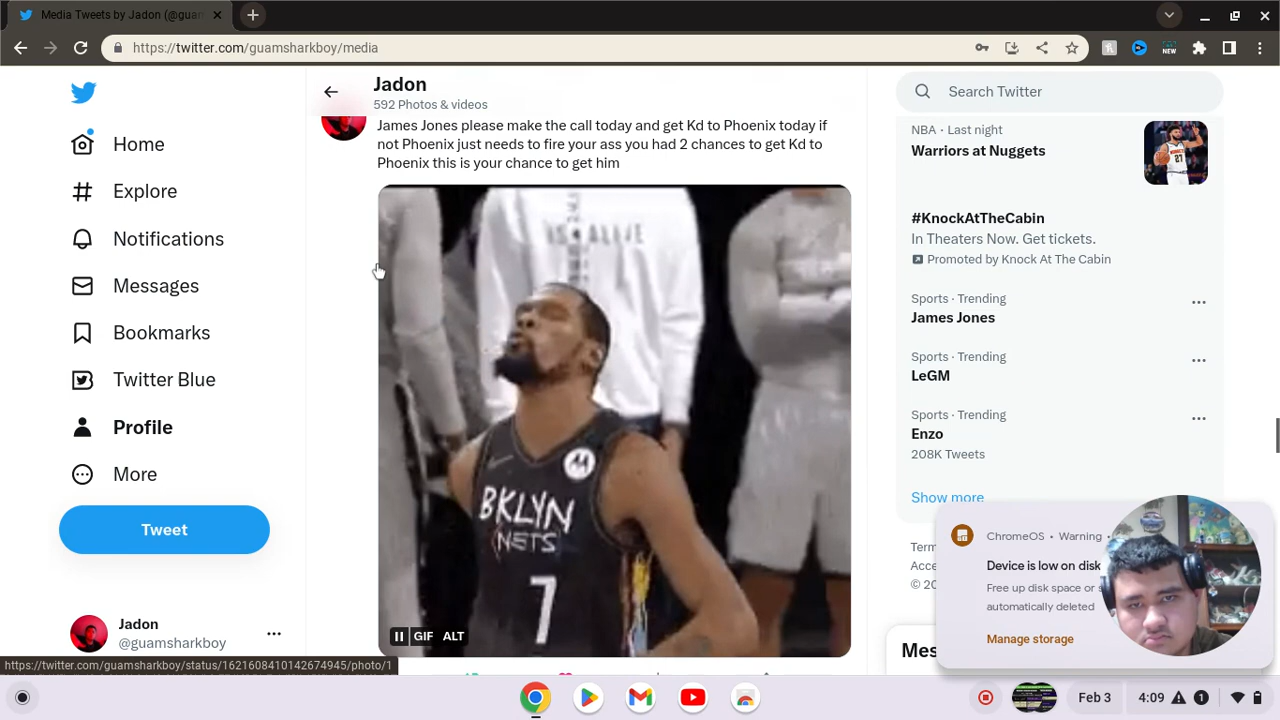 Media Tweets by Jadon (@guam
https://twitter.com/guamsharkboy/media
NEW
Jadon
592 Photos & videos
Home
Explore
Notifications
Messages
Bookmarks
Twitter Blue
Profile
More
Tweet
Jadon
@guamsharkboy
https://twitter.com/guamsharkboy/status/1621608410142674945/photo/1
James Jones please make the call today and get Kd to Phoenix today if
not Phoenix just needs to fire your ass you had 2 chances to get Kd to
Phoenix this is your chance to get him
IS ALIVE
BKLYN
NETS
7
GIF ALT
Search Twitter
NBA · Last night
Warriors at Nuggets
#KnockAtTheCabin
In Theaters Now. Get tickets.
Promoted by Knock At The Cabin
Sports · Trending
James Jones
Sports · Trending
LeGM
Sports · Trending
Enzo
208K Tweets
Show more
Term
Acce
© 20
Mes
ChromeOS • Warning •
Device is low on disk
Free up disk space or s
automatically deleted
Manage storage
Feb 3
4:09
1